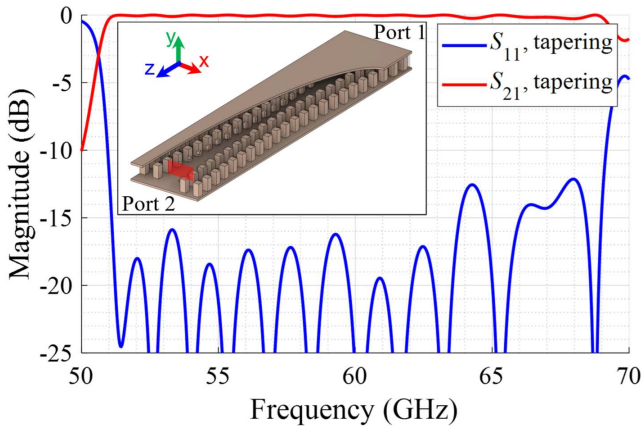 0
-5
-10
-15
-20
-25
Magnitude (dB)
50
55
60
65
70
Frequency (GHz)
y
z
x
Port 1
Port 2
S11, tapering
S21, tapering